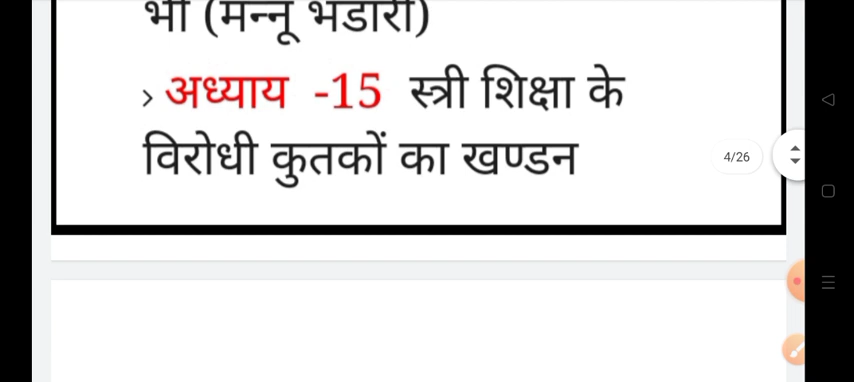 भी (मन्नू भंडारी)
› अध्याय -15 स्त्री शिक्षा के
विरोधी कुतर्कों का खण्डन
4/26